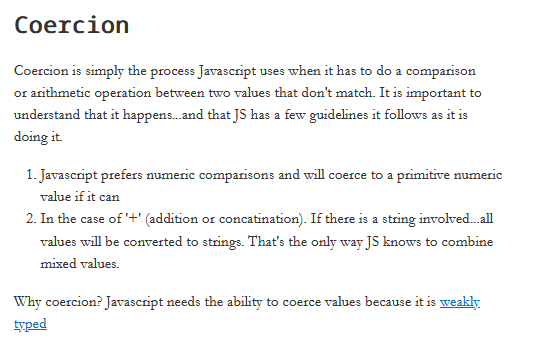 Coercion
Coercion is simply the process Javascript uses when it has to do a comparison
or arithmetic operation between two values that don't match. It is important to
understand that it happens...and that JS has a few guidelines it follows as it is
doing it.
1. Javascript prefers numeric comparisons and will coerce to a primitive numeric
value if it can
2. In the case of '+' (addition or concatination). If there is a string involved...all
values will be converted to strings. That's the only way JS knows to combine
mixed values.
Why coercion? Javascript needs the ability to coerce values because it is weakly
typed